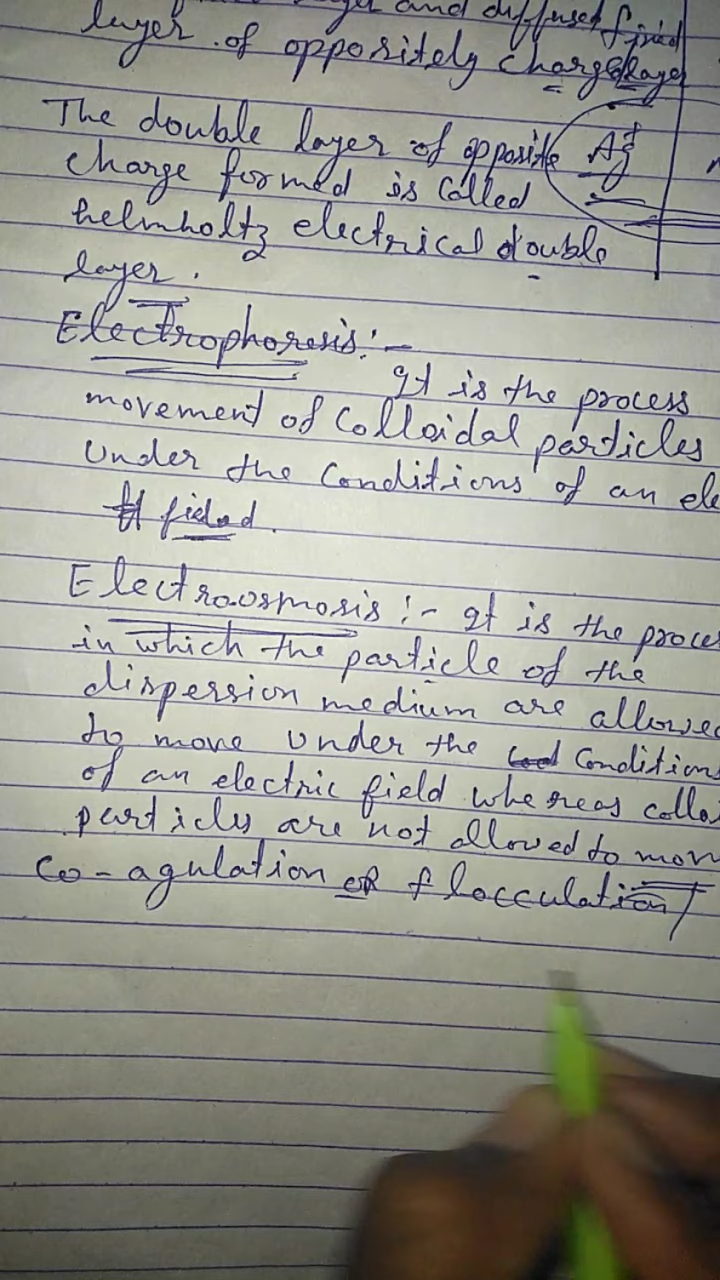 and diffused fixed
layer of oppositely charged layer
The double layer of opposite
charge formed is called
helmholtz electrical double
layer.
Electrophoresis:-
It is the process
movement of colloidal particles
under the conditions of an ele
field.
Electroosmosis :- It is the proces
in which the particle of the
dispersion medium are allowed
to move under the condition
of an electric field whereas collo
particles are not allowed to mov
Co-agulation or flocculation